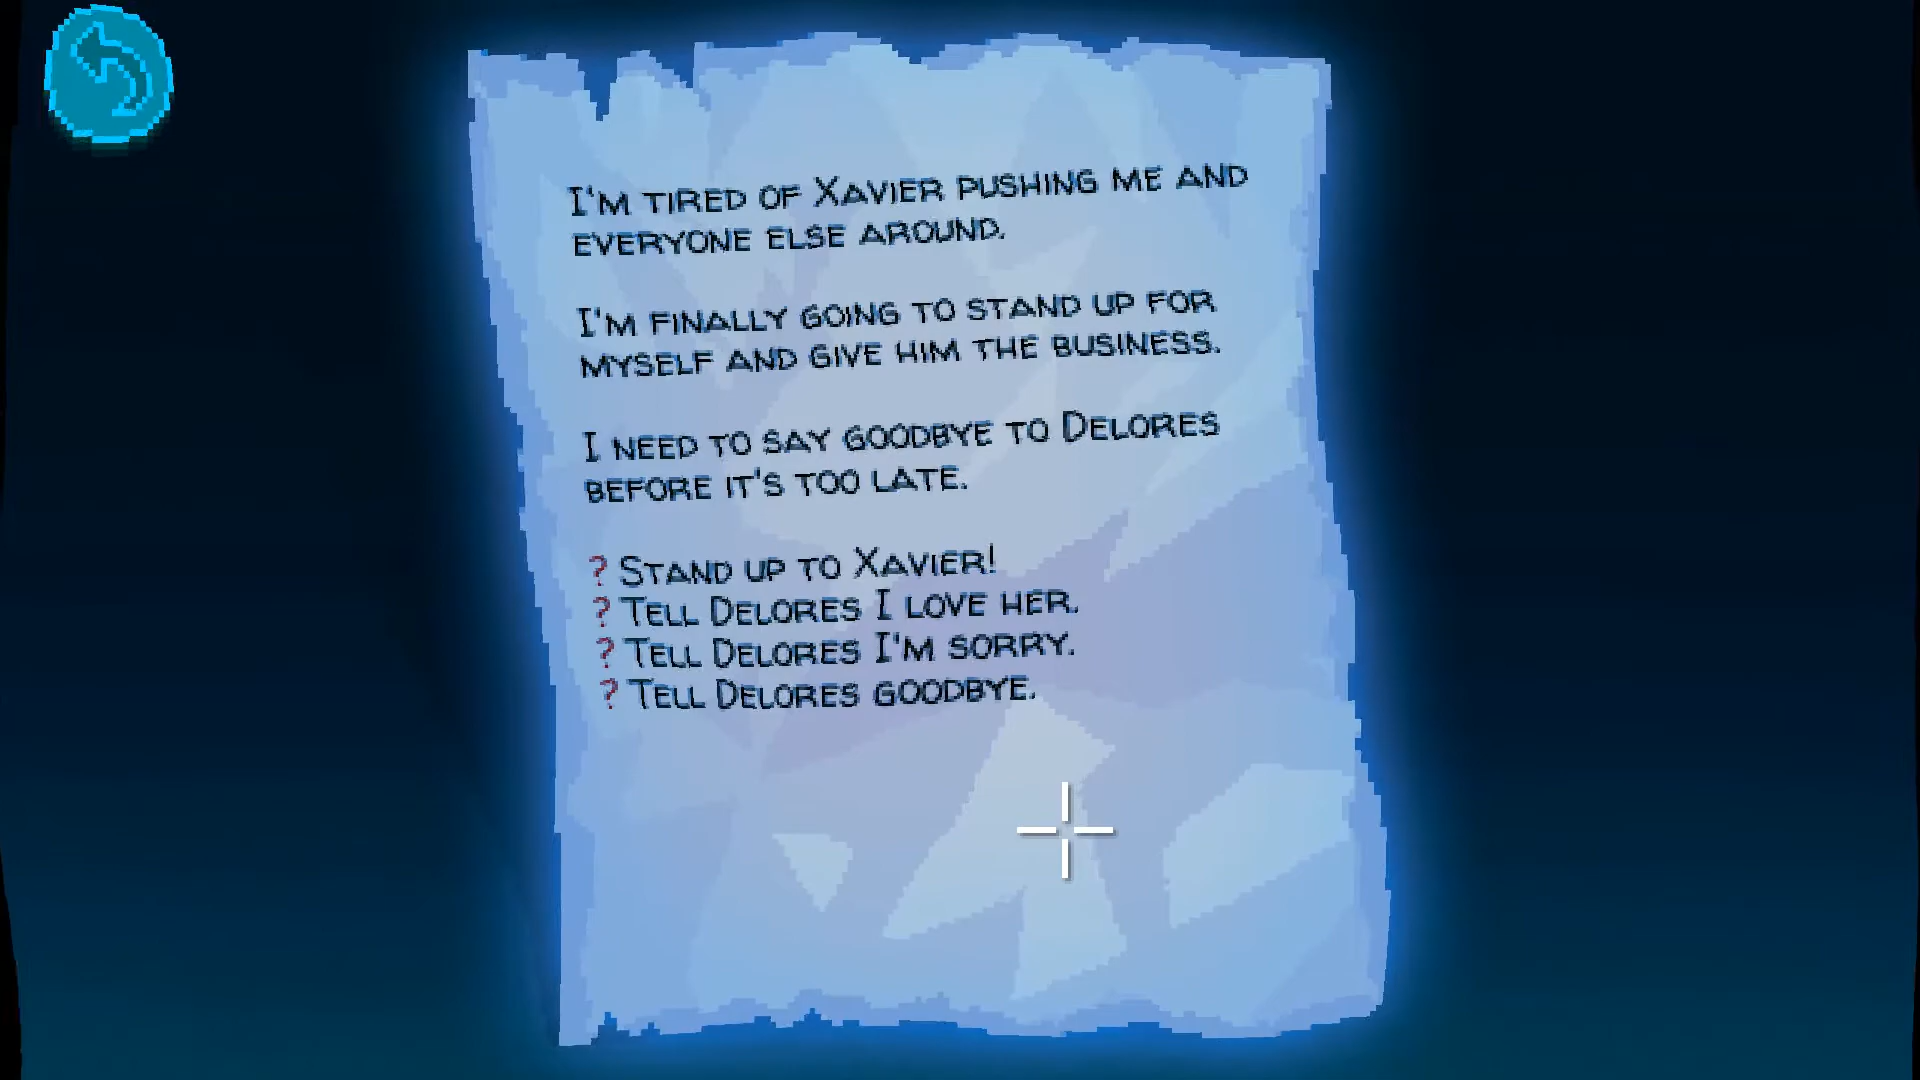 I'm tired of Xavier pushing me and
everyone else around.
I'm finally going to stand up for
myself and give him the business.
I need to say goodbye to Delores
before it's too late.
? Stand up to Xavier!
? Tell Delores I love her.
? Tell Delores I'm sorry.
? Tell Delores goodbye.